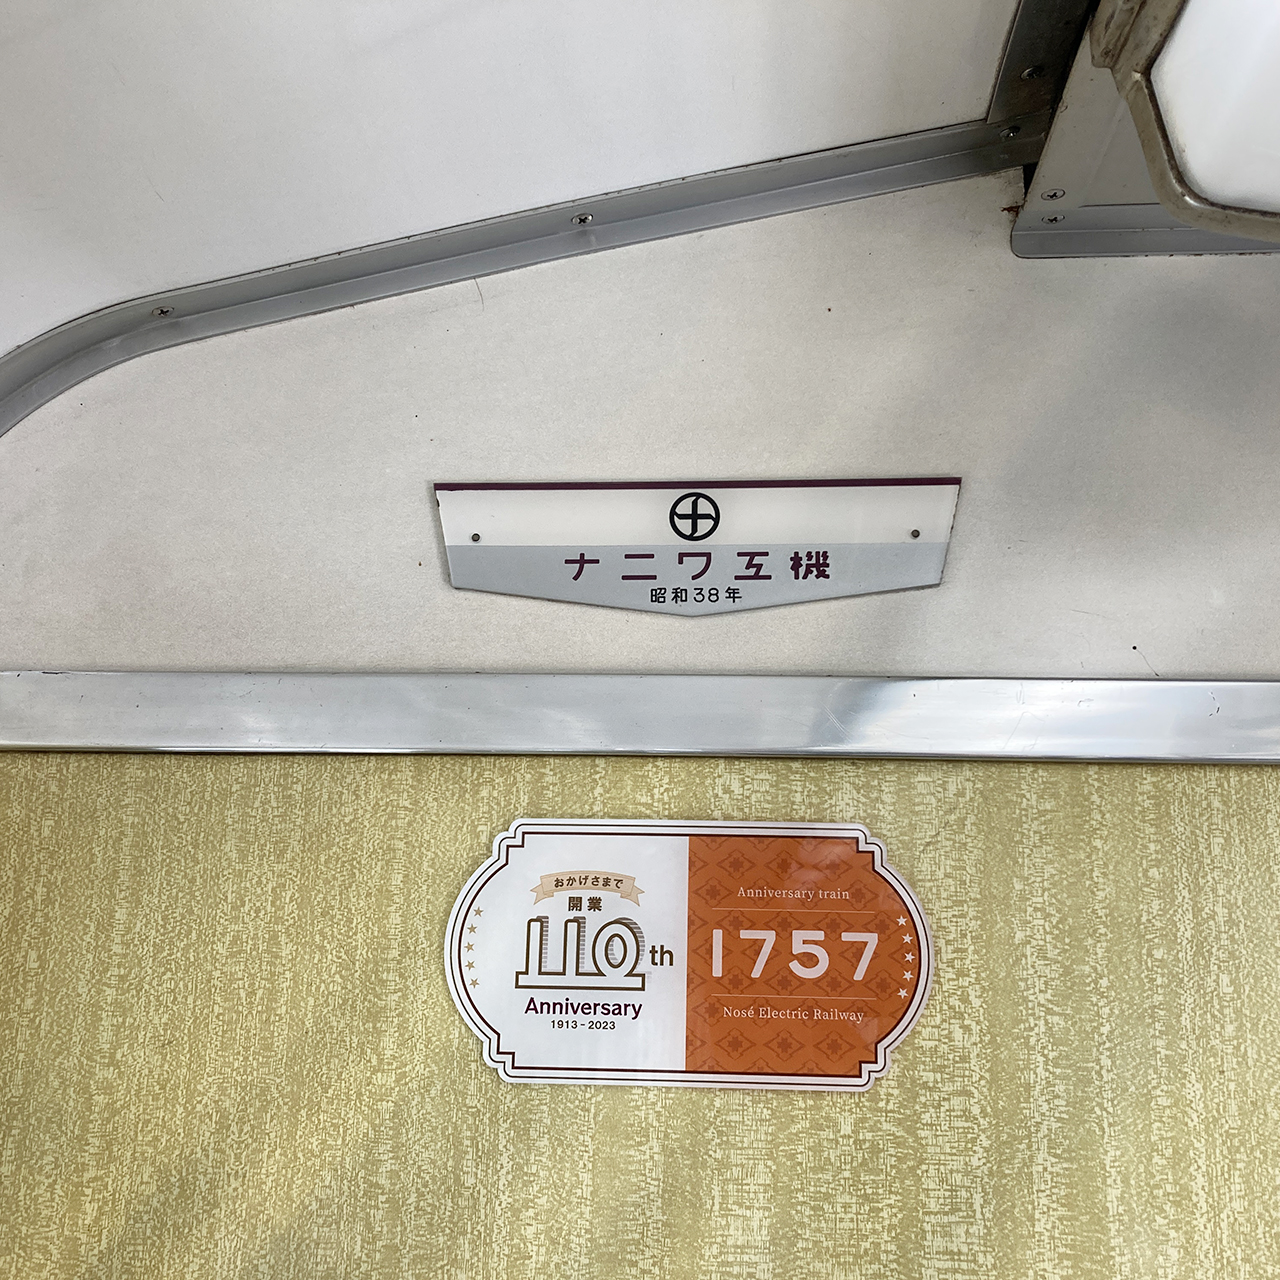 ナニワ工機
昭和38年
おかげさまで
開業
110th
Anniversary
1913-2023
Anniversary train
1757
Nosé Electric Railway